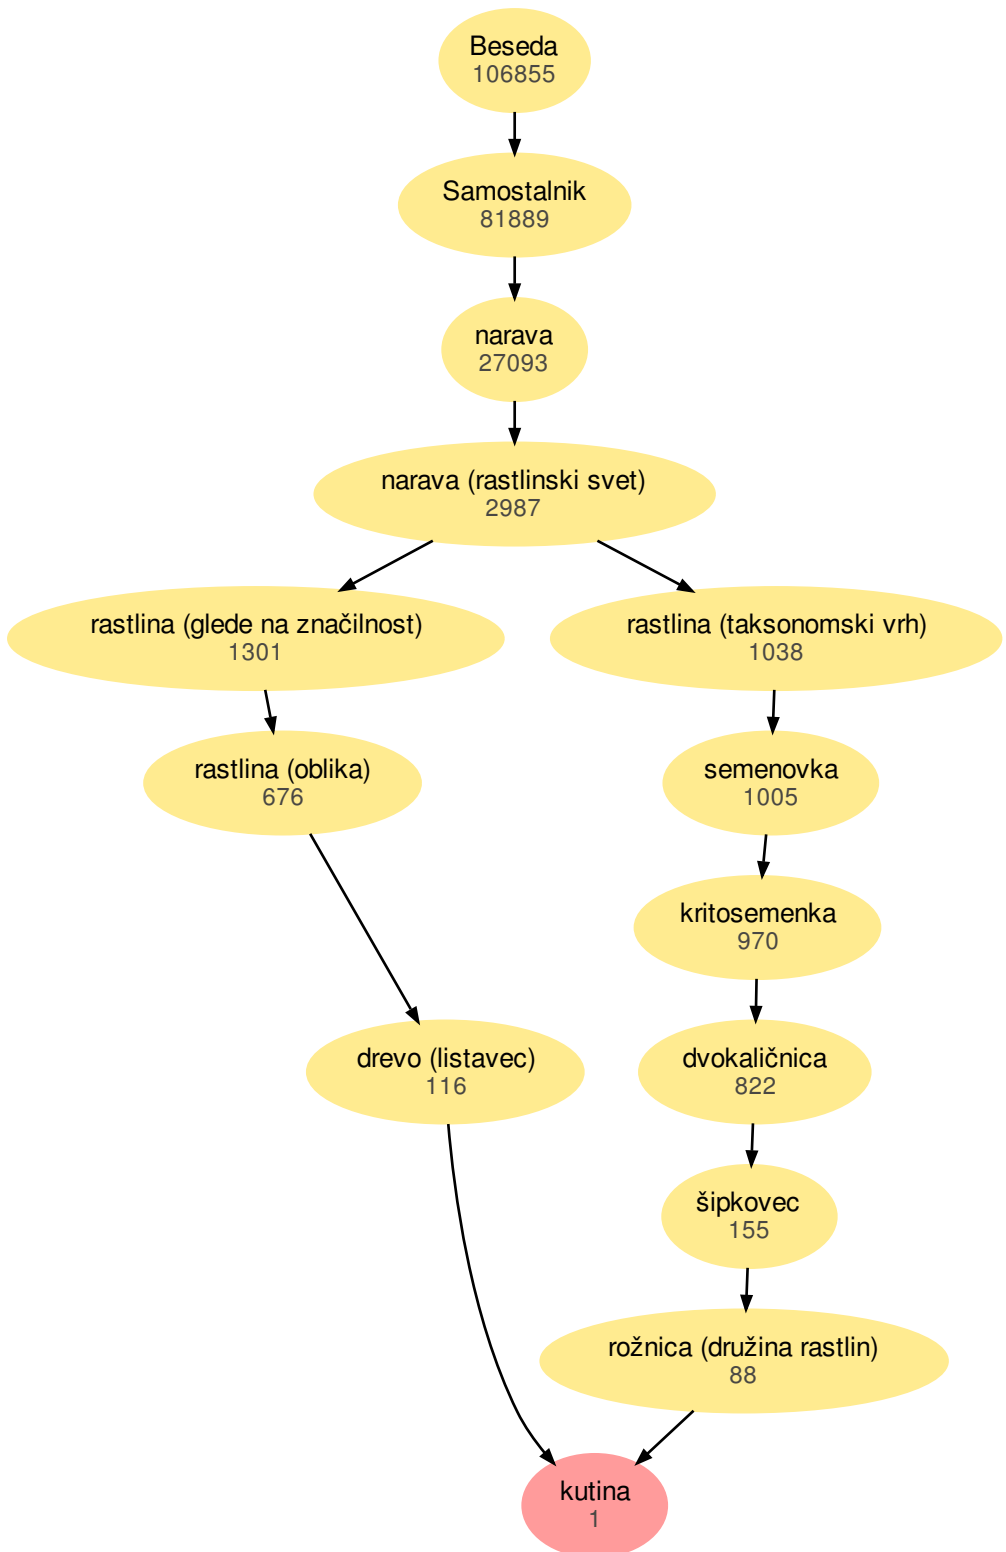 Beseda
106855
Samostalnik
81889
narava
27093
narava (rastlinski svet)
2987
rastlina (glede na značilnost)
1301
rastlina (taksonomski vrh)
1038
rastlina (oblika)
676
semenovka
1005
kritosemenka
970
drevo (listavec)
116
dvokaličnica
822
šipkovec
155
rožnica (družina rastlin)
88
kutina
1